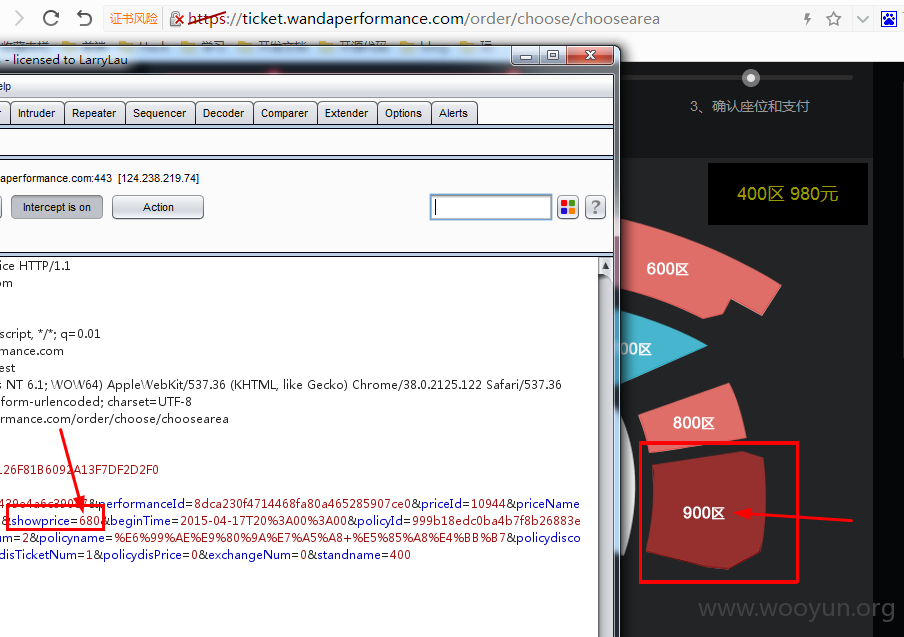 证书风险 https://ticket.wandaperformance.com/order/choose/choosearea
- licensed to LarryLau
elp
Intruder Repeater Sequencer Decoder Comparer Extender Options Alerts
aperformance.com:443 [124.238.219.74]
Intercept is on Action ?
3、确认座位和支付
400区 980元
600区
00区
800区
900区
ice HTTP/1.1
om
script, */*; q=0.01
mance.com
est
s NT 6.1; WOW64) AppleWebKit/537.36 (KHTML, like Gecko) Chrome/38.0.2125.122 Safari/537.36
form-urlencoded; charset=UTF-8
rmance.com/order/choose/choosearea
126F81B6092A13F7DF2D2F0
&performanceId=8dca230f4714468fa80a465285907ce0&priceId=10944&priceName
&showprice=680&beginTime=2015-04-17T20%3A00%3A00&policyId=999b18edc0ba4b7f8b26883e
um=2&policyname=%E6%99%AE%E9%80%9A%E7%A5%A8+%E5%85%A8%E4%BB%B7&policydisco
disTicketNum=1&policydisPrice=0&exchangeNum=0&standname=400
www.wooyun.org